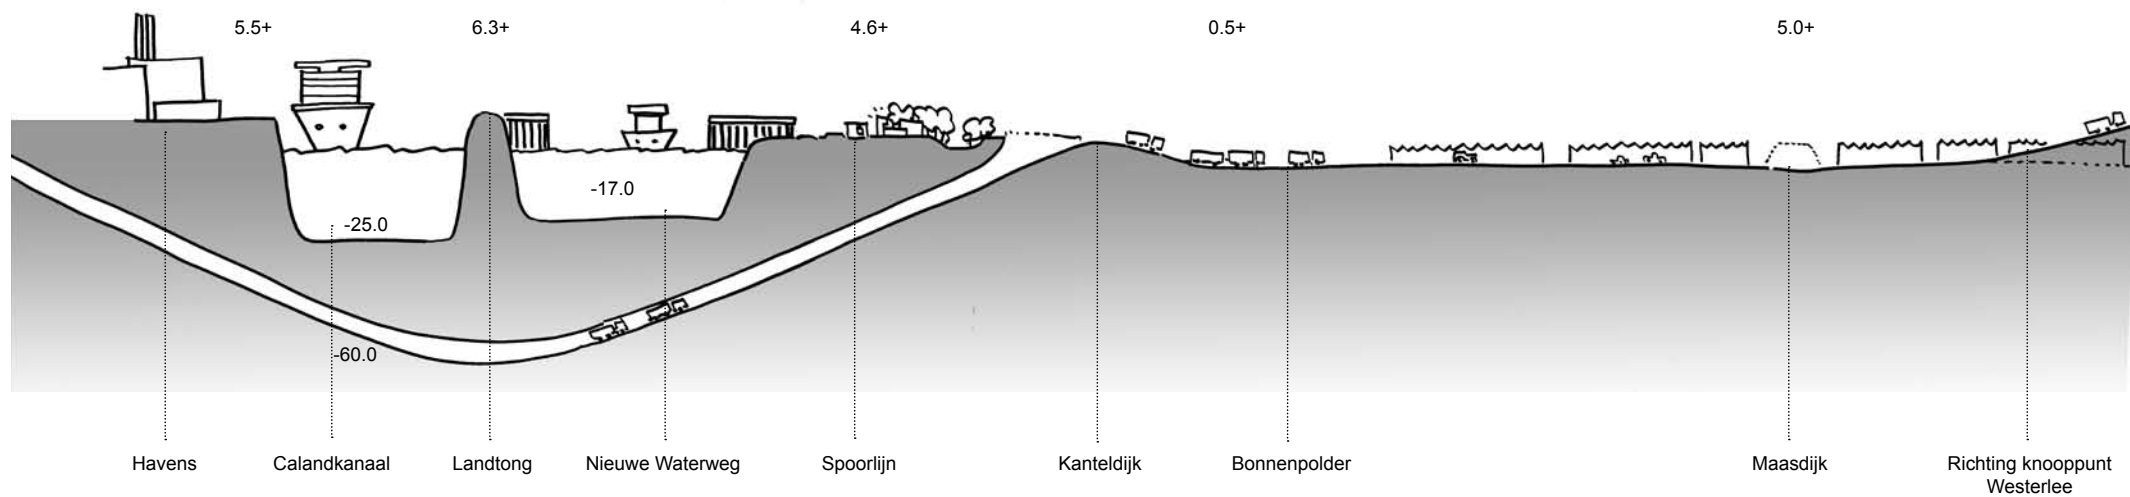 5.5+
6.3+
4.6+
0.5+
5.0+
-17.0
-25.0
-60.0
Havens
Calandkanaal
Landtong
Nieuwe Waterweg
Spoorlijn
Kanteldijk
Bonnenpolder
Maasdijk
Richting knooppunt
Westerlee